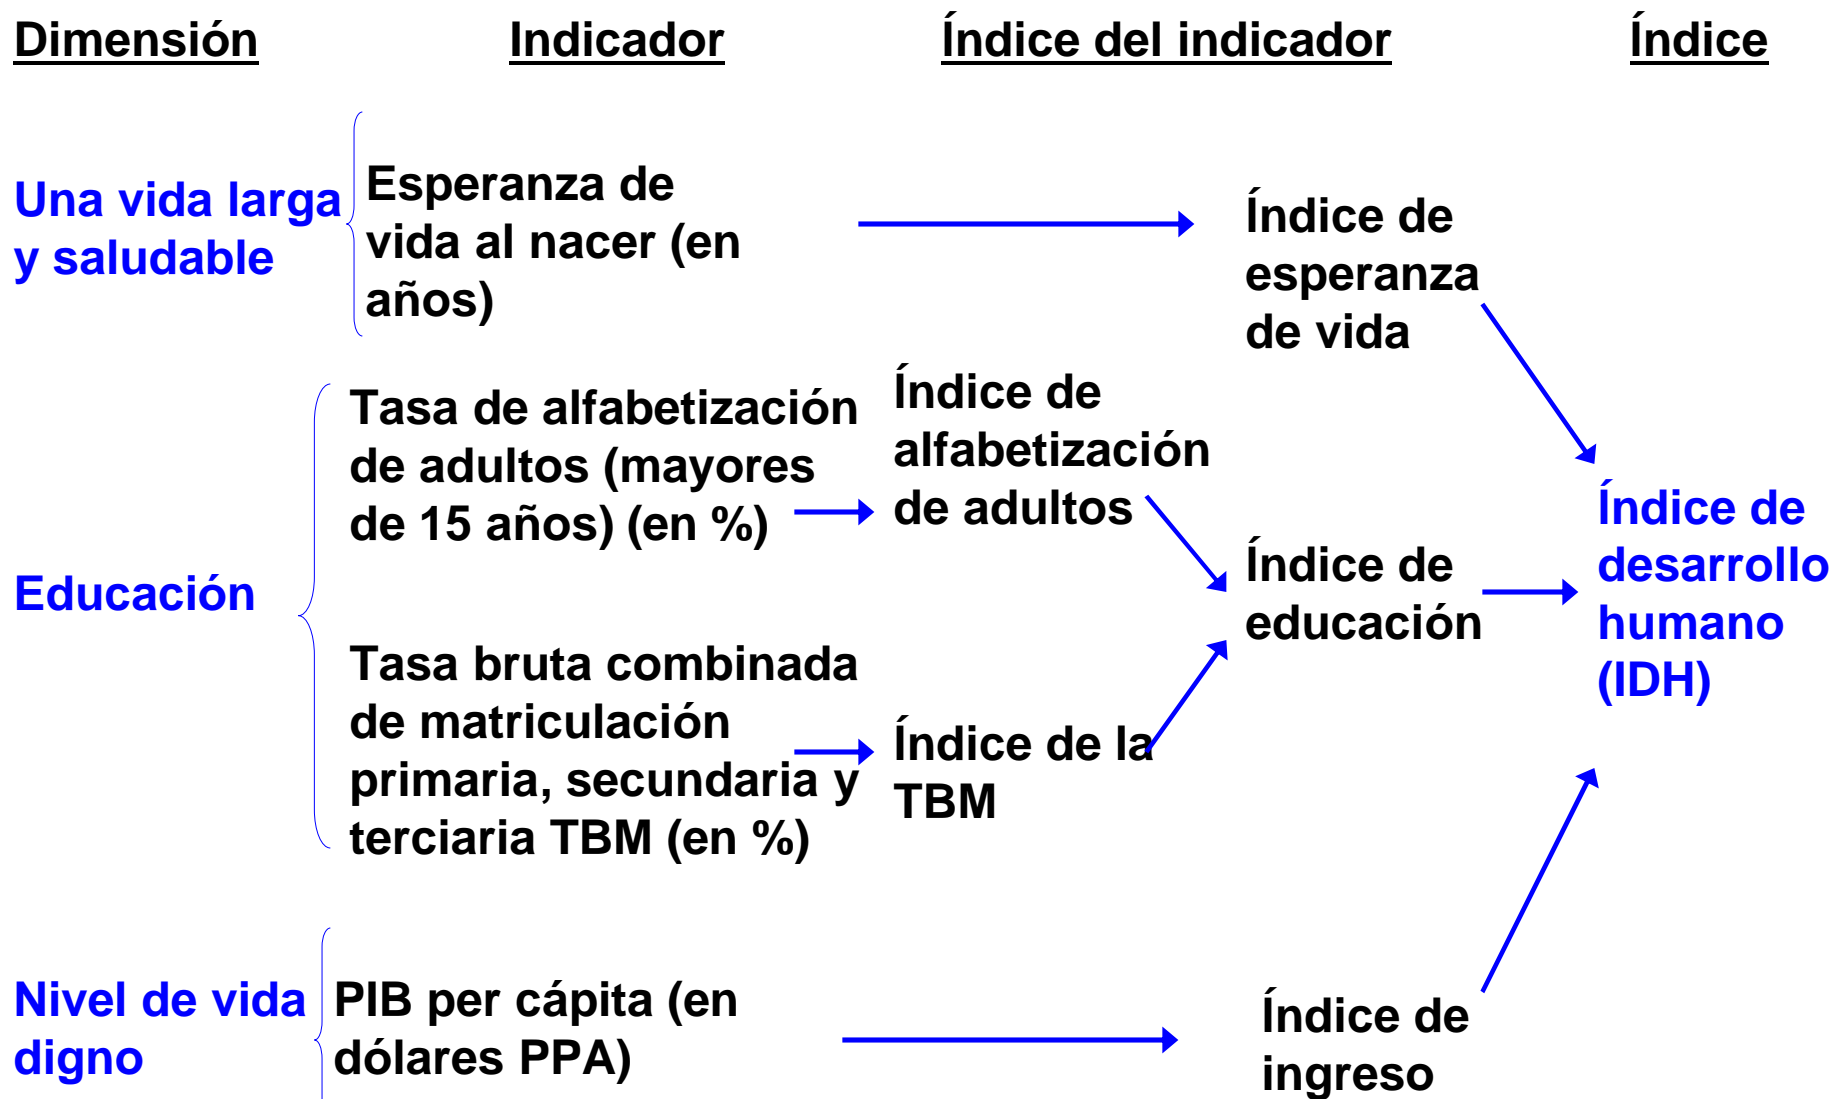 Dimensión Indicador Índice del indicador Índice
Una vida larga
y saludable
Esperanza de
vida al nacer (en
años)
Índice de
esperanza
de vida
Educación
Tasa de alfabetización
de adultos (mayores
de 15 años) (en %)
Índice de
alfabetización
de adultos
Tasa bruta combinada
de matriculación
primaria, secundaria y
terciaria TBM (en %)
Índice de la
TBM
Índice de
educación
Nivel de vida
digno
PIB per cápita (en
dólares PPA)
Índice de
ingreso
Índice de
desarrollo
humano
(IDH)